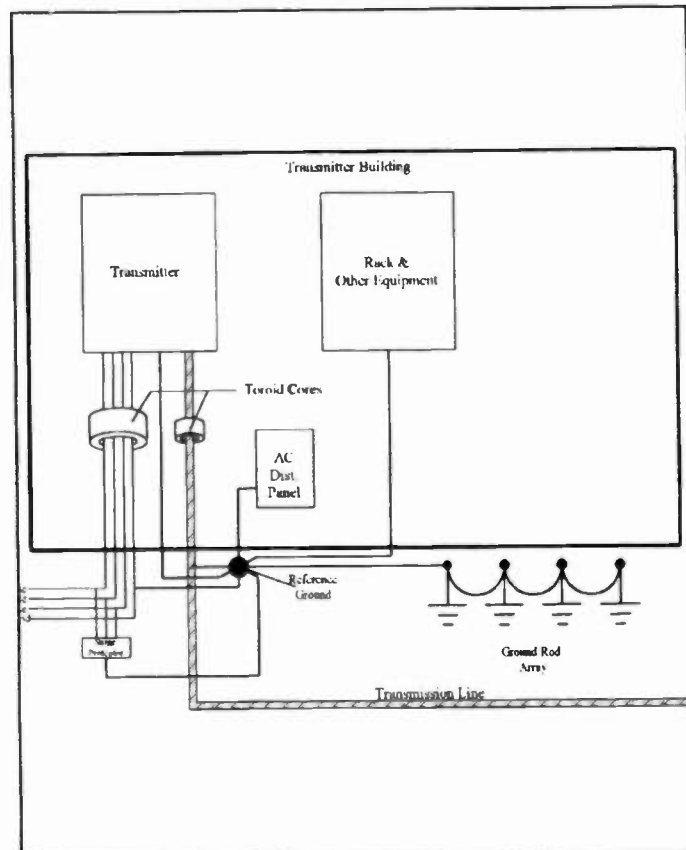 Transmitter Building
Transmitter
Rack &
Other Equipment
Toroid Cores
AC
Dist.
Panel
Reference
Ground
Ground Rod
Array
Transmission Line